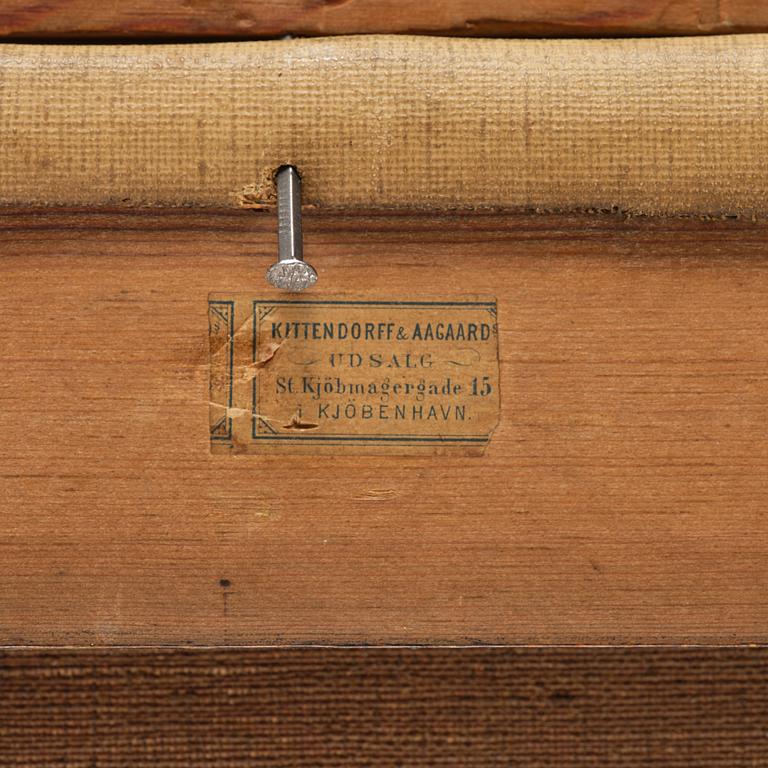 KITTENDORFF & AAGAARDS
UDSALG
St. Kjöbmagergade 15
i KJÖBENHAVN.